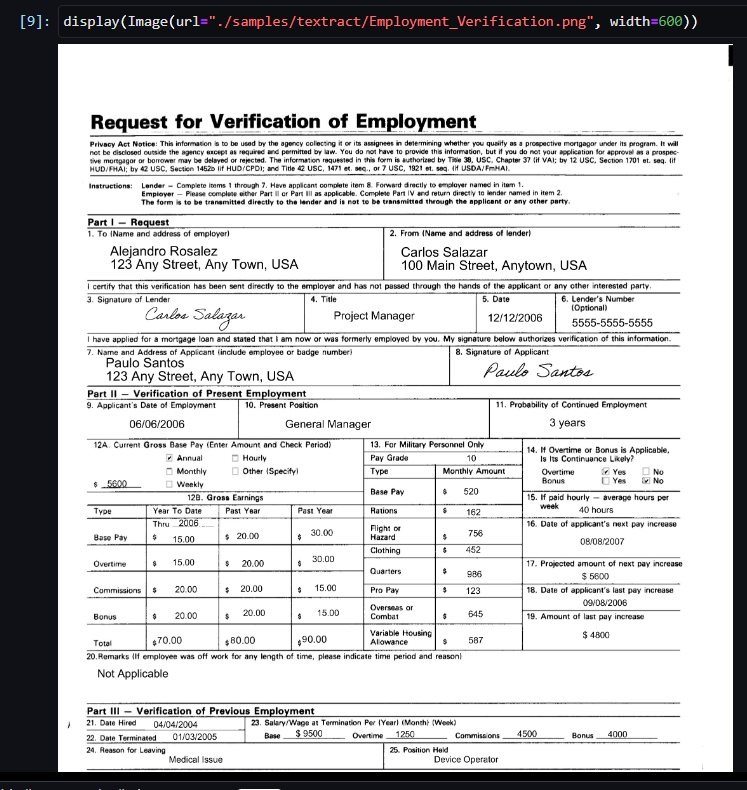 [9]: display(Image(url="./samples/textract/Employment_Verification.png", width=600))
Request for Verification of Employment
Privacy Act Notice: This information is to be used by the agency collecting it or its assignees in determining whether you qualify as a prospective mortgagor under its program. It will
not be disclosed outside the agency except as required and permitted by law. You do not have to provide this information, but if you do not your application for approval as a prospec-
tive mortgagor or borrower may be delayed or rejected. The information requested in this form is authorized by Title 38, USC, Chapter 37 (if VA); by 12 USC, Section 1701 et. seq. (if
HUD/FHA); by 42 USC, Section 1452b (if HUD/CPD); and Title 42 USC, 1471 et. seq., or 7 USC, 1921 et. seq. (if USDA/FmHA).
Instructions: Lender — Complete items 1 through 7. Have applicant complete item 8. Forward directly to employer named in item 1.
Employer — Please complete either Part II or Part III as applicable. Complete Part IV and return directly to lender named in item 2.
The form is to be transmitted directly to the lender and is not to be transmitted through the applicant or any other party.
Part I — Request
1. To (Name and address of employer) 2. From (Name and address of lender)
Alejandro Rosalez Carlos Salazar
123 Any Street, Any Town, USA 100 Main Street, Anytown, USA
I certify that this verification has been sent directly to the employer and has not passed through the hands of the applicant or any other interested party.
3. Signature of Lender 4. Title 5. Date 6. Lender's Number
(Optional)
Carlos Salazar Project Manager 12/12/2006 5555-5555-5555
I have applied for a mortgage loan and stated that I am now or was formerly employed by you. My signature below authorizes verification of this information.
7. Name and Address of Applicant (include employee or badge number) 8. Signature of Applicant
Paulo Santos Paulo Santos
123 Any Street, Any Town, USA
Part II — Verification of Present Employment
9. Applicant's Date of Employment 10. Present Position 11. Probability of Continued Employment
06/06/2006 General Manager 3 years
12A. Current Gross Base Pay (Enter Amount and Check Period)
Annual Hourly
Monthly Other (Specify)
$ 5600 Weekly
12B. Gross Earnings
Type Year To Date Past Year Past Year
Thru 2006
Base Pay $ 15.00 $ 20.00 $ 30.00
Overtime $ 15.00 $ 20.00 $ 30.00
Commissions $ 20.00 $ 20.00 $ 15.00
Bonus $ 20.00 $ 20.00 $ 15.00
Total $70.00 $80.00 $90.00
13. For Military Personnel Only
Pay Grade 10
Type Monthly Amount
Base Pay $ 520
Rations $ 162
Flight or
Hazard $ 756
Clothing $ 452
Quarters $ 986
Pro Pay $ 123
Overseas or
Combat $ 645
Variable Housing
Allowance $ 587
14. If Overtime or Bonus is Applicable,
Is Its Continuance Likely?
Overtime Yes No
Bonus Yes No
15. If paid hourly — average hours per
week 40 hours
16. Date of applicant's next pay increase
08/08/2007
17. Projected amount of next pay increase
$ 5600
18. Date of applicant's last pay increase
09/08/2006
19. Amount of last pay increase
$ 4800
20. Remarks (If employee was off work for any length of time, please indicate time period and reason)
Not Applicable
Part III — Verification of Previous Employment
21. Date Hired 04/04/2004 23. Salary/Wage at Termination Per (Year) (Month) (Week)
22. Date Terminated 01/03/2005 Base $ 9500 Overtime 1250 Commissions 4500 Bonus 4000
24. Reason for Leaving 25. Position Held
Medical Issue Device Operator